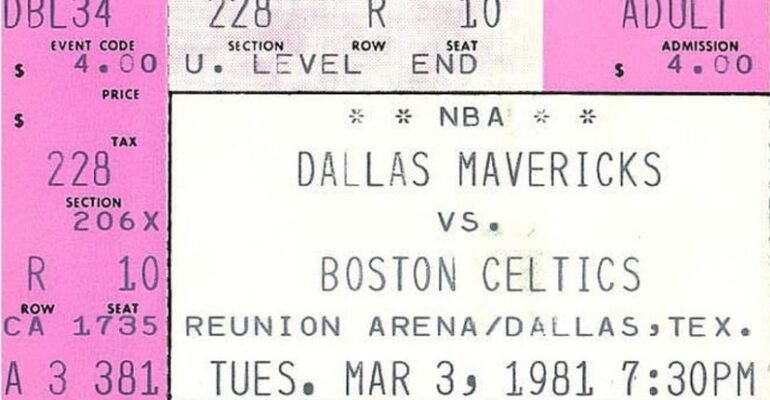 DBL34
EVENT CODE
$ 4.00
PRICE
$
TAX
228
SECTION
206X
R 10
ROW SEAT
CA 1735
A 3 381
228 R 10
SECTION ROW SEAT
U. LEVEL END
ADULT
ADMISSION
$ 4.00
* * NBA * *
DALLAS MAVERICKS
VS.
BOSTON CELTICS
REUNION ARENA/DALLAS,TEX.
TUES. MAR 3, 1981 7:30PM